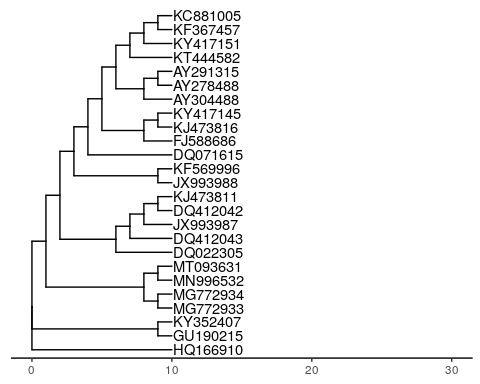 KC881005
KF367457
KY417151
KT444582
AY291315
AY278488
AY304488
KY417145
KJ473816
FJ588686
DQ071615
KF569996
JX993988
KJ473811
DQ412042
JX993987
DQ412043
DQ022305
MT093631
MN996532
MG772934
MG772933
KY352407
GU190215
HQ166910
0 10 20 30